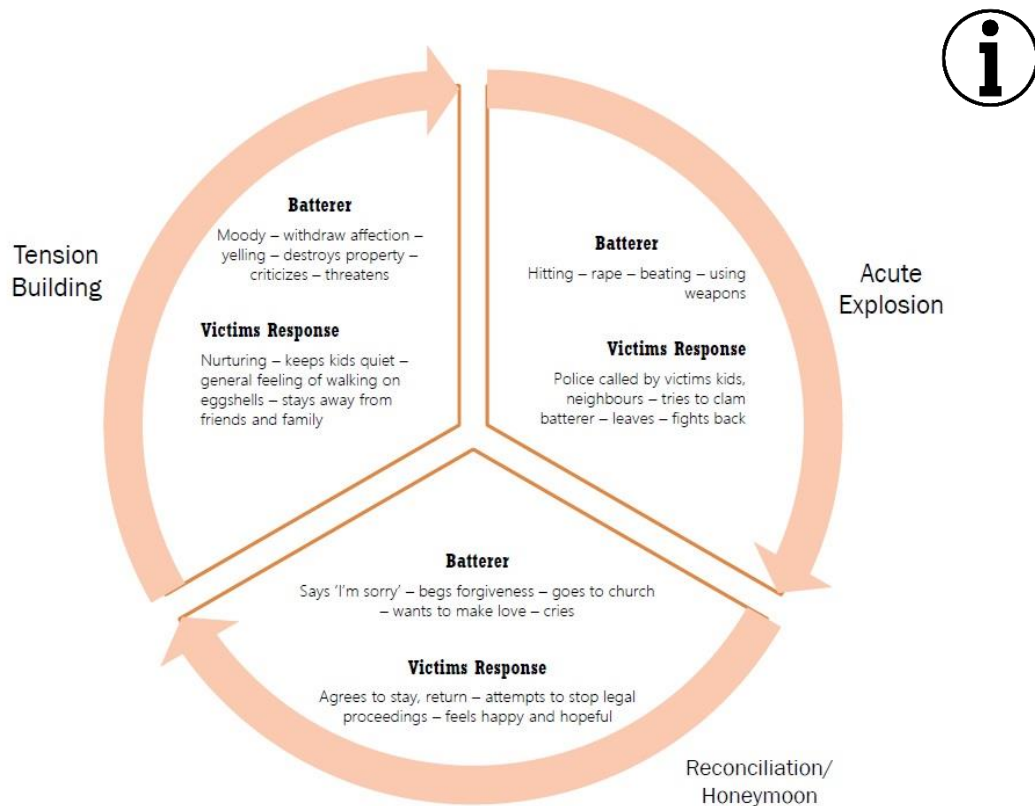 i
Tension
Building
Batterer
Moody – withdraw affection –
yelling – destroys property –
criticizes – threatens
Victims Response
Nurturing – keeps kids quiet –
general feeling of walking on
eggshells – stays away from
friends and family
Batterer
Hitting – rape – beating – using
weapons
Victims Response
Police called by victims kids,
neighbours – tries to clam
batterer – leaves – fights back
Acute
Explosion
Batterer
Says ‘I’m sorry’ – begs forgiveness – goes to church
– wants to make love – cries
Victims Response
Agrees to stay, return – attempts to stop legal
proceedings – feels happy and hopeful
Reconciliation/
Honeymoon